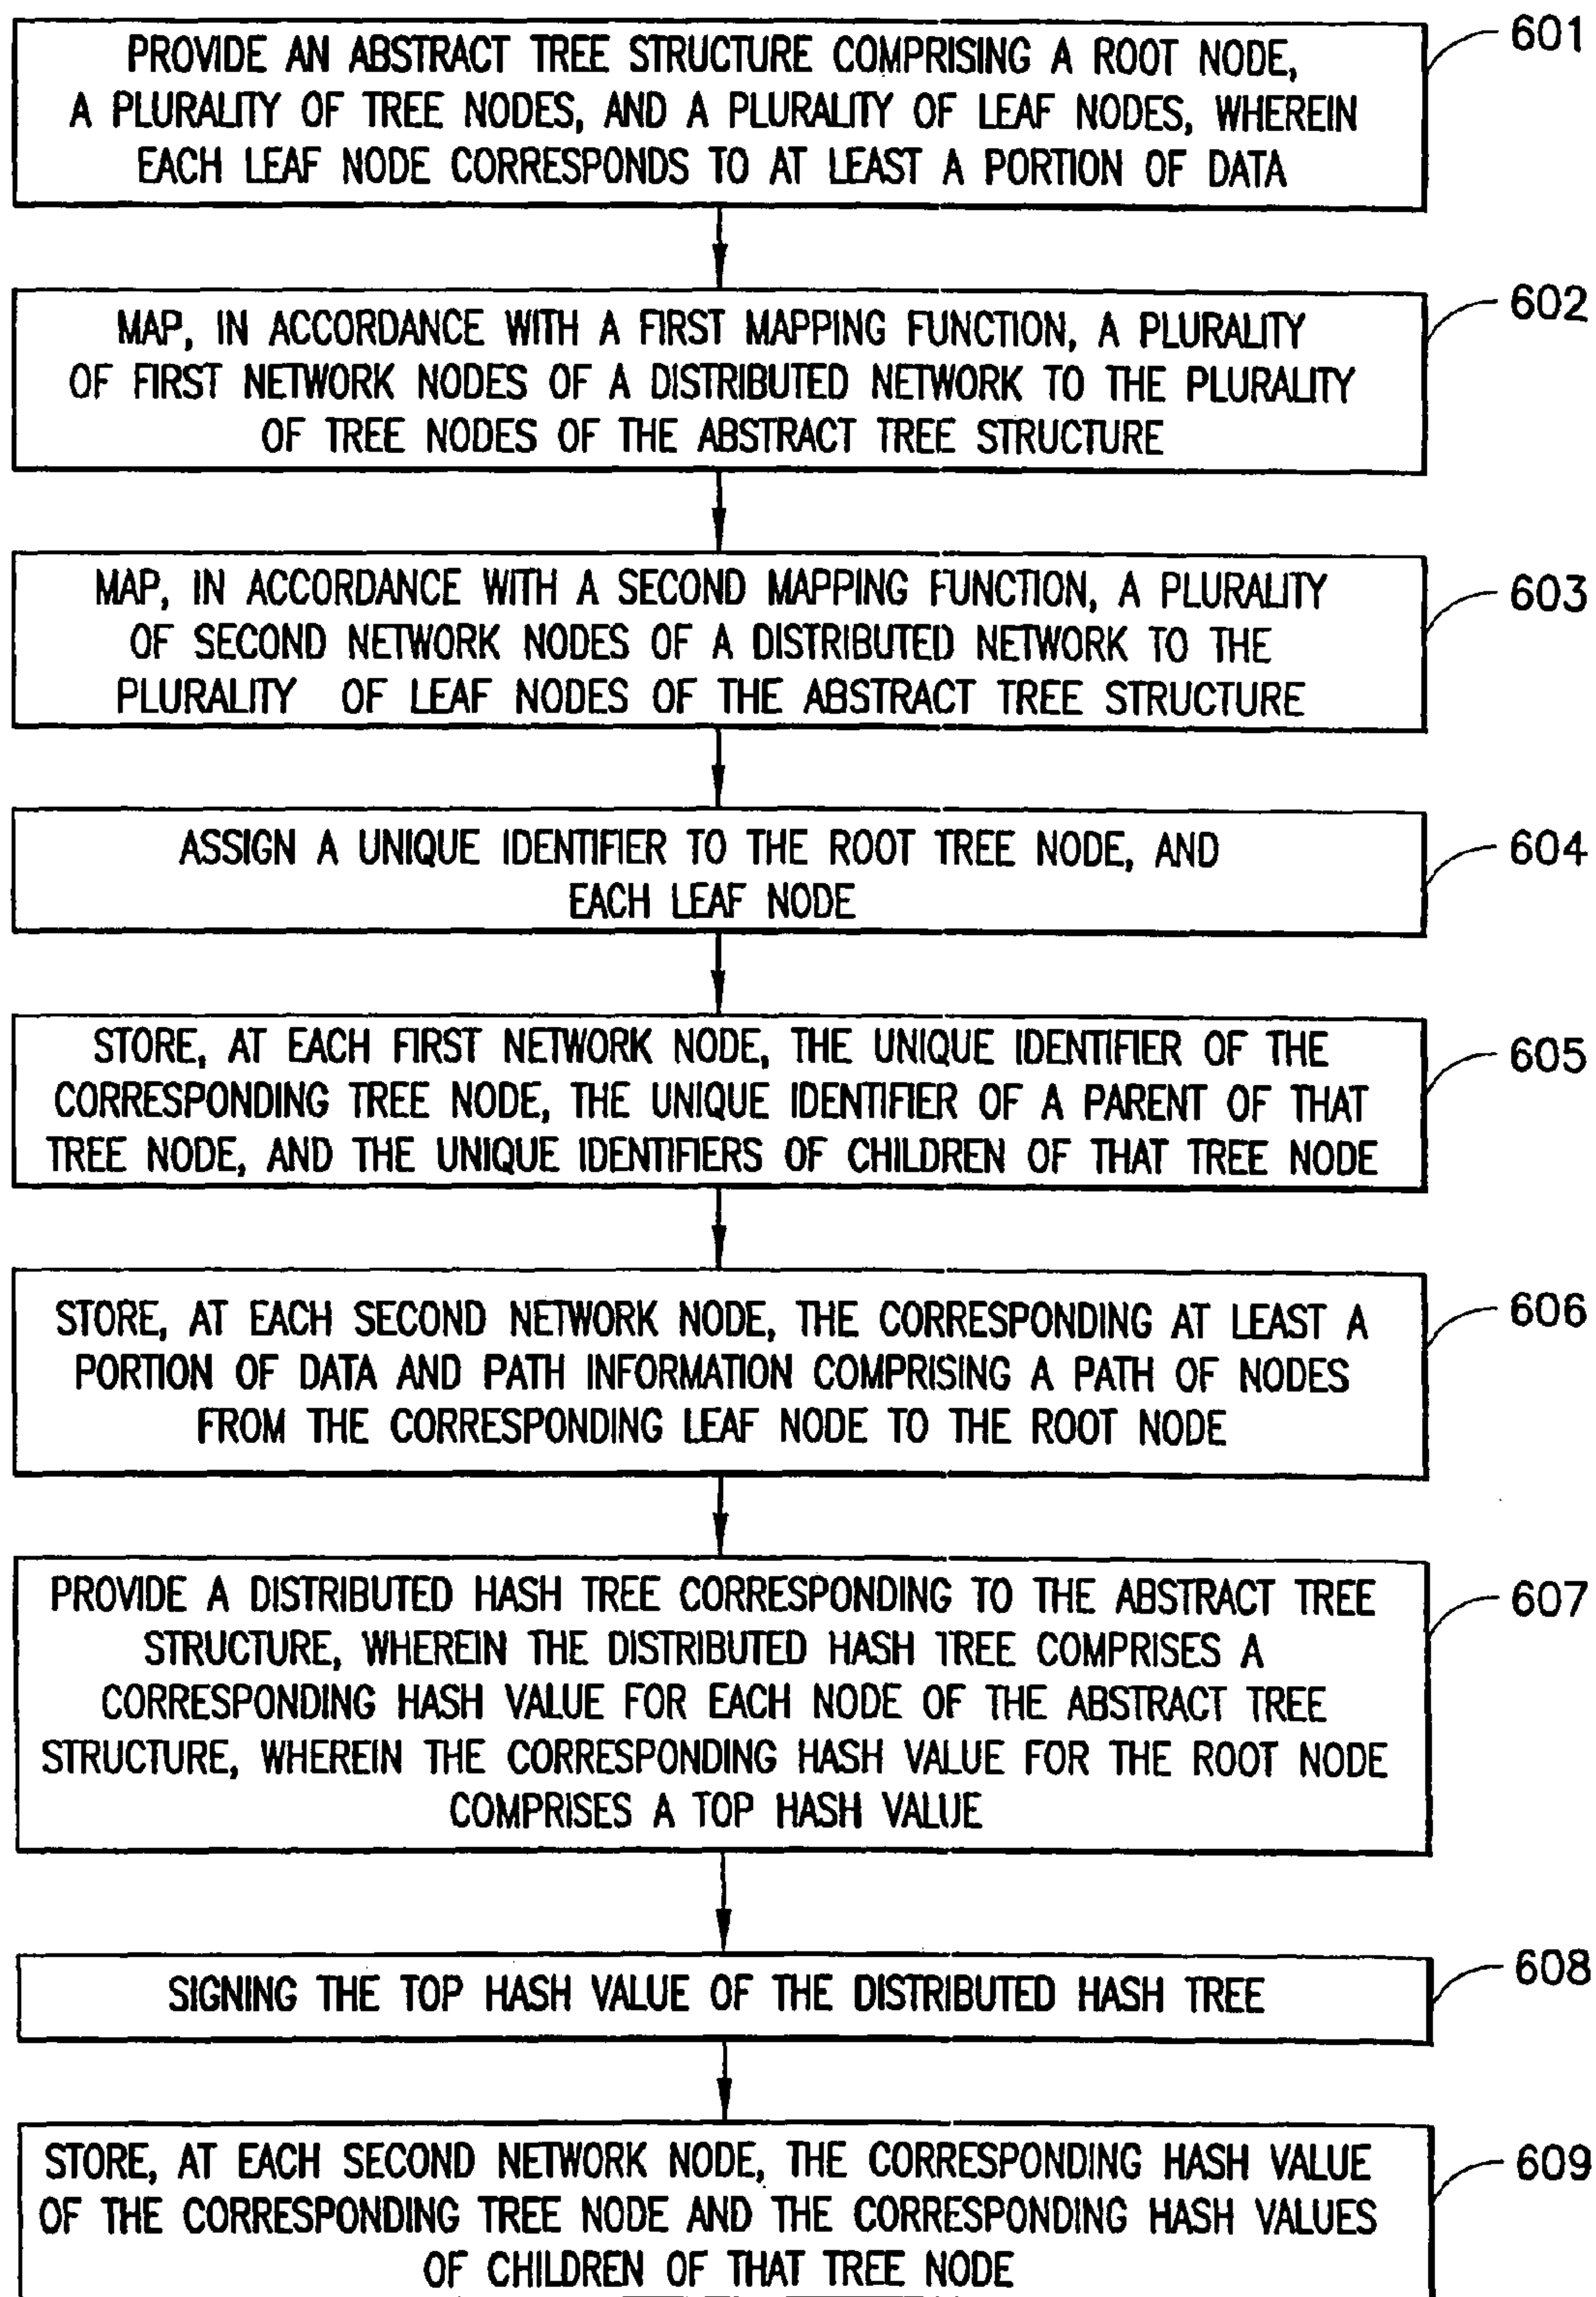 PROVIDE AN ABSTRACT TREE STRUCTURE COMPRISING A ROOT NODE,
A PLURALITY OF TREE NODES, AND A PLURALITY OF LEAF NODES, WHEREIN
EACH LEAF NODE CORRESPONDS TO AT LEAST A PORTION OF DATA
601
MAP, IN ACCORDANCE WITH A FIRST MAPPING FUNCTION, A PLURALITY
OF FIRST NETWORK NODES OF A DISTRIBUTED NETWORK TO THE PLURALITY
OF TREE NODES OF THE ABSTRACT TREE STRUCTURE
602
MAP, IN ACCORDANCE WITH A SECOND MAPPING FUNCTION, A PLURALITY
OF SECOND NETWORK NODES OF A DISTRIBUTED NETWORK TO THE
PLURALITY OF LEAF NODES OF THE ABSTRACT TREE STRUCTURE
603
ASSIGN A UNIQUE IDENTIFIER TO THE ROOT TREE NODE, AND
EACH LEAF NODE
604
STORE, AT EACH FIRST NETWORK NODE, THE UNIQUE IDENTIFIER OF THE
CORRESPONDING TREE NODE, THE UNIQUE IDENTIFIER OF A PARENT OF THAT
TREE NODE, AND THE UNIQUE IDENTIFIERS OF CHILDREN OF THAT TREE NODE
605
STORE, AT EACH SECOND NETWORK NODE, THE CORRESPONDING AT LEAST A
PORTION OF DATA AND PATH INFORMATION COMPRISING A PATH OF NODES
FROM THE CORRESPONDING LEAF NODE TO THE ROOT NODE
606
PROVIDE A DISTRIBUTED HASH TREE CORRESPONDING TO THE ABSTRACT TREE
STRUCTURE, WHEREIN THE DISTRIBUTED HASH TREE COMPRISES A
CORRESPONDING HASH VALUE FOR EACH NODE OF THE ABSTRACT TREE
STRUCTURE, WHEREIN THE CORRESPONDING HASH VALUE FOR THE ROOT NODE
COMPRISES A TOP HASH VALUE
607
SIGNING THE TOP HASH VALUE OF THE DISTRIBUTED HASH TREE
608
STORE, AT EACH SECOND NETWORK NODE, THE CORRESPONDING HASH VALUE
OF THE CORRESPONDING TREE NODE AND THE CORRESPONDING HASH VALUES
OF CHILDREN OF THAT TREE NODE
609